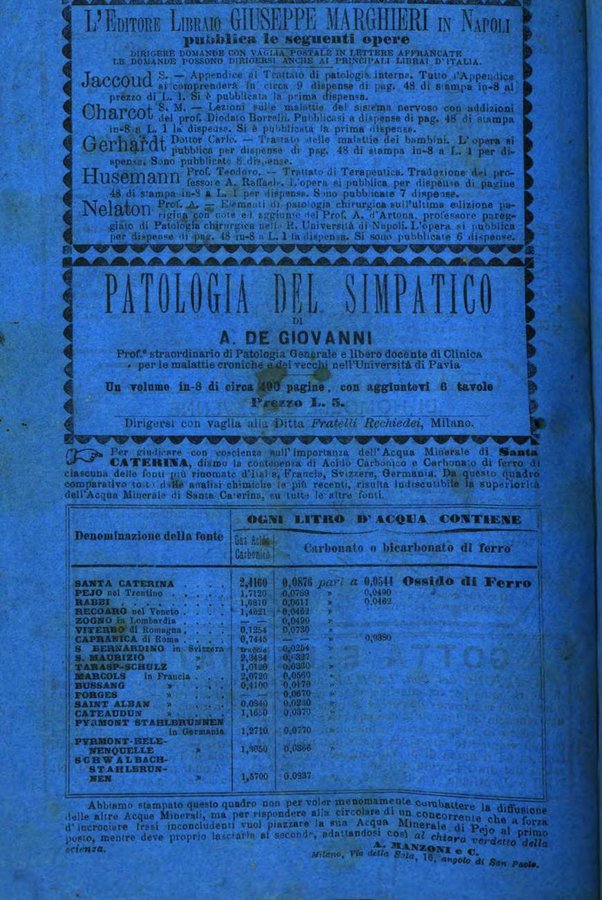 L'EDITORE LIBRAIO GIUSEPPE MARGHIERI IN NAPOLI
pubblica le seguenti opere
DIRIGERE DOMANDE CON VAGLIA POSTALE IN LETTERE AFFRANCATE
LE DOMANDE POSSONO DIRIGERSI ANCHE AI PRINCIPALI LIBRAI D'ITALIA.
Jaccoud S. — Appendice al Trattato di patologia interna. Tutto l'Appendice
si comprenderà in circa 9 dispense di pag. 48 di stampa in-8 al
prezzo di L. 1. Si è pubblicata la prima dispensa.
Charcot S. M. — Lezioni sulle malattie del sistema nervoso con addizioni
del prof. Diodato Borrelli. Pubblicasi a dispense di pag. 48 di stampa
in-8 a L. 1 la dispensa. Si è pubblicata la prima dispensa.
Gerhardt Dottor Carlo. — Trattato delle malattie dei bambini. L'opera si
pubblica per dispense di pag. 48 di stampa in-8 a L. 1 per di-
spensa. Sono pubblicate 8 dispense.
Husemann Prof. Teodoro. — Trattato di Terapeutica. Traduzione del pro-
fessore A. Raffaele. L'opera si pubblica per dispense di pagine
48 di stampa in-8 a L. 1 per dispensa. Sono pubblicate 7 dispense.
Nelaton Prof. A. — Elementi di patologia chirurgica sull'ultima edizione pa-
rigina con note ed aggiunte del Prof. A. d'Artona, professore pareg-
giato di Patologia chirurgica nella R. Università di Napoli. L'opera si pubblica
per dispense di pag. 48 in-8 a L. 1 la dispensa. Si sono pubblicate 6 dispense.
PATOLOGIA DEL SIMPATICO
DI
A. DE GIOVANNI
Prof.e straordinario di Patologia Generale e libero docente di Clinica
per le malattie croniche e dei vecchi nell'Università di Pavia
Un volume in-8 di circa 400 pagine, con aggiuntevi 6 tavole
Prezzo L. 5.
Dirigersi con vaglia alla Ditta Fratelli Rechiedei, Milano.
Per giudicare con coscienza sull'importanza dell'Acqua Minerale di Santa
CATERINA, diamo la contenenza di Acido Carbonico e Carbonato di ferro di
ciascuna delle fonti più rinomate d'Italia, Francia, Svizzera, Germania. Da questo quadro
comparativo tolto dalle analisi chimiche le più recenti, risulta indiscutibile la superiorità
dell'Acqua Minerale di Santa Caterina, su tutte le altre fonti.
Denominazione della fonte OGNI LITRO D'ACQUA CONTIENE
Gaz Acido Carbonico Carbonato o bicarbonato di ferro
SANTA CATERINA 2,4160 0,0876 pari a 0,0544 Ossido di Ferro
PEJO nel Trentino 1,7120 0,0789 » 0,0490
RABBI 1,6810 0,0611 » 0,0462
RECOARO nel Veneto 1,4621 0,0462 »
ZOGNO in Lombardia — — 0,0490 »
VITERBO di Romagna 0,1254 0,0730 »
CAPRANICA di Roma 0,7445 — — » 0,0380
S. BERNARDINO in Svizzera traccie 0,0254
S. MAURIZIO » 2,3484 0,0327 »
TARASP-SCHULZ » 0,0330 »
MARCOLS in Francia 2,0720 0,0560 »
BUSSANG » 0,4100 0,0170 »
FORGES » 0,0670 »
SAINT ALBAN » 0,0840 »
CATEAUDUN » 1,1650 0,0370 »
PYRMONT STAHLBRUNNEN
in Germania 1,2710 0,0770 »
PYRMONT-HELE-
NENQUELLE » 1,3050 0,0366 »
SCHWALBACH-
STAHLBRUN-
NEN » 1,5700 0,0837 »
Abbiamo stampato questo quadro non per voler menomamente combattere la diffusione
delle altre Acque Minerali, ma per rispondere alla circolare di un concorrente che a forza
d'incrociare frasi inconcludenti vuol piazzare la sua Acqua Minerale di Pejo al primo
posto, mentre deve proprio lasciarla al secondo, adattandosi così al chiaro verdetto della
scienza.
A. MANZONI e C.
Milano, Via della Sala, 16, angolo di San Paolo.